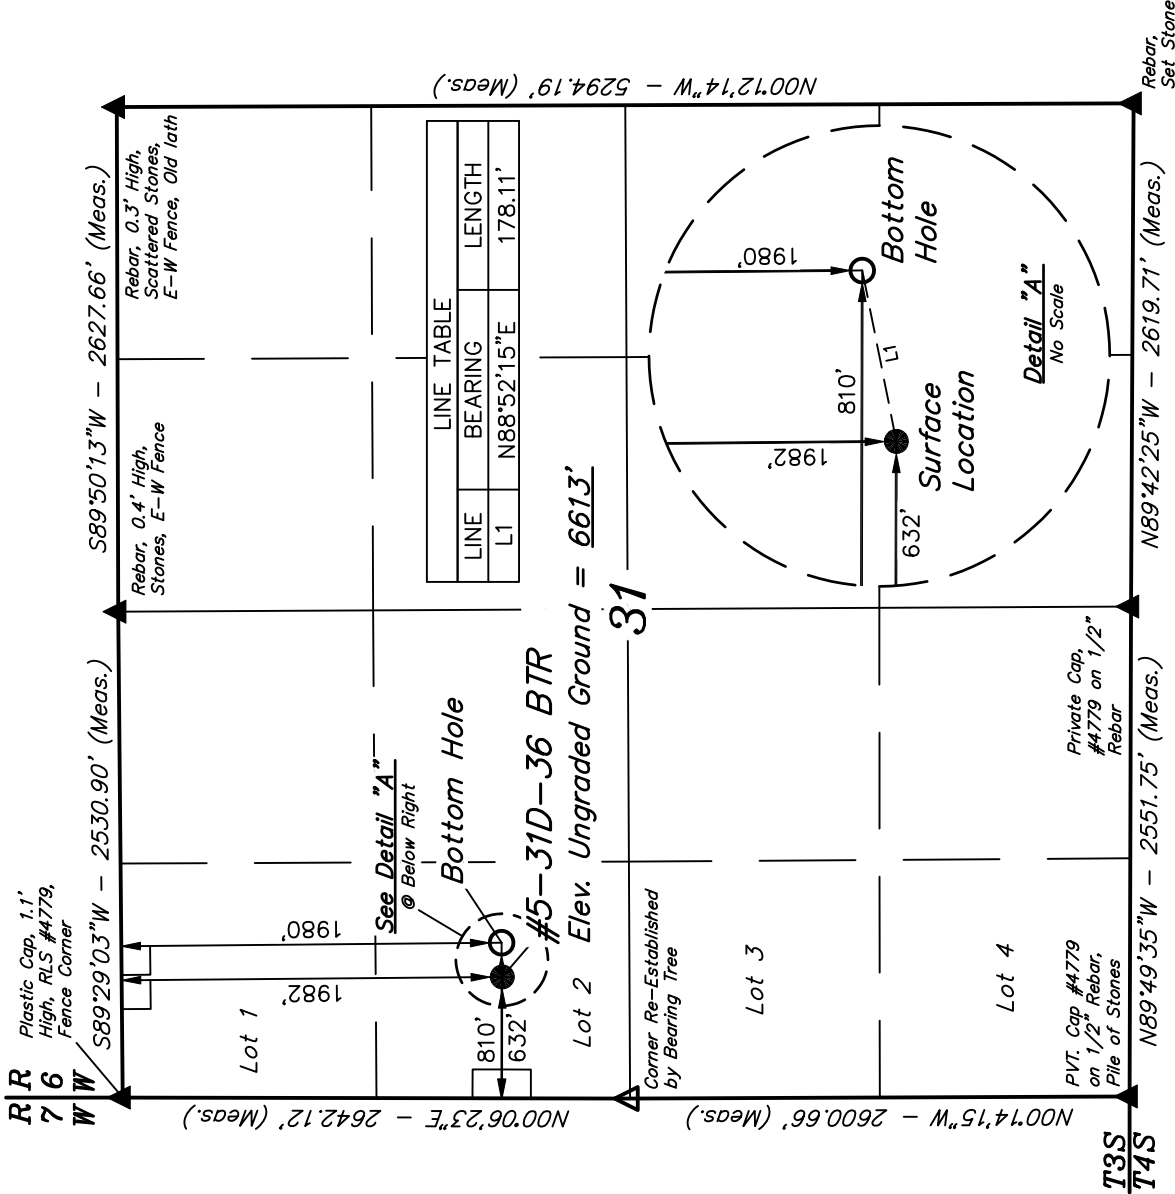 R R
7 6
W W
Plastic Cap, 1.1'
High, RLS #4779,
Fence Corner
S89°29'03"W - 2530.90' (Meas.)
S89°50'13"W - 2627.66' (Meas.)
Rebar, 0.4' High,
Stones, E-W Fence
Rebar, 0.3' High,
Scattered Stones,
E-W Fence, Old lath
Lot 1
1982'
1980'
See Detail "A"
@ Below Right
Bottom Hole
810'
632'
#5-31D-36 BTR
Elev. Ungraded Ground = 6613'
Lot 2
31
LINE TABLE
LINE BEARING LENGTH
L1 N88°52'15"E 178.11'
N00°06'23"E - 2642.12' (Meas.)
N00°12'14"W - 5294.19' (Meas.)
Corner Re-Established
by Bearing Tree
Lot 3
Lot 4
N00°14'15"W - 2600.66' (Meas.)
1982'
1980'
810'
632'
L1
Bottom
Hole
Surface
Location
Detail "A"
No Scale
PVT. Cap #4779
on 1/2" Rebar,
Pile of Stones
Private Cap,
#4779 on 1/2"
Rebar
Rebar,
Set Stone
T3S
T4S
N89°49'35"W - 2551.75' (Meas.)
N89°42'25"W - 2619.71' (Meas.)